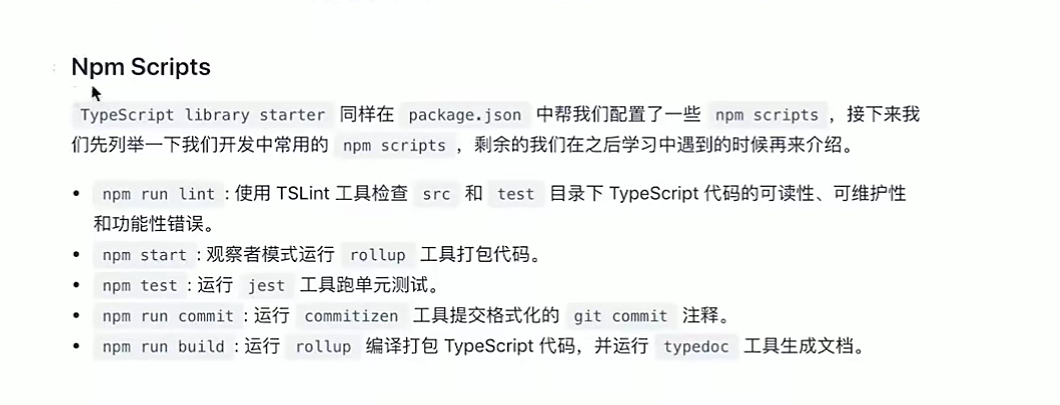 Npm Scripts
TypeScript library starter 同样在 package.json 中帮我们配置了一些 npm scripts ，接下来我
们先列举一下我们开发中常用的 npm scripts ，剩余的我们在之后学习中遇到的时候再来介绍。
• npm run lint : 使用 TSLint 工具检查 src 和 test 目录下 TypeScript 代码的可读性、可维护性
和功能性错误。
• npm start : 观察者模式运行 rollup 工具打包代码。
• npm test : 运行 jest 工具跑单元测试。
• npm run commit : 运行 commitizen 工具提交格式化的 git commit 注释。
• npm run build : 运行 rollup 编译打包 TypeScript 代码，并运行 typedoc 工具生成文档。